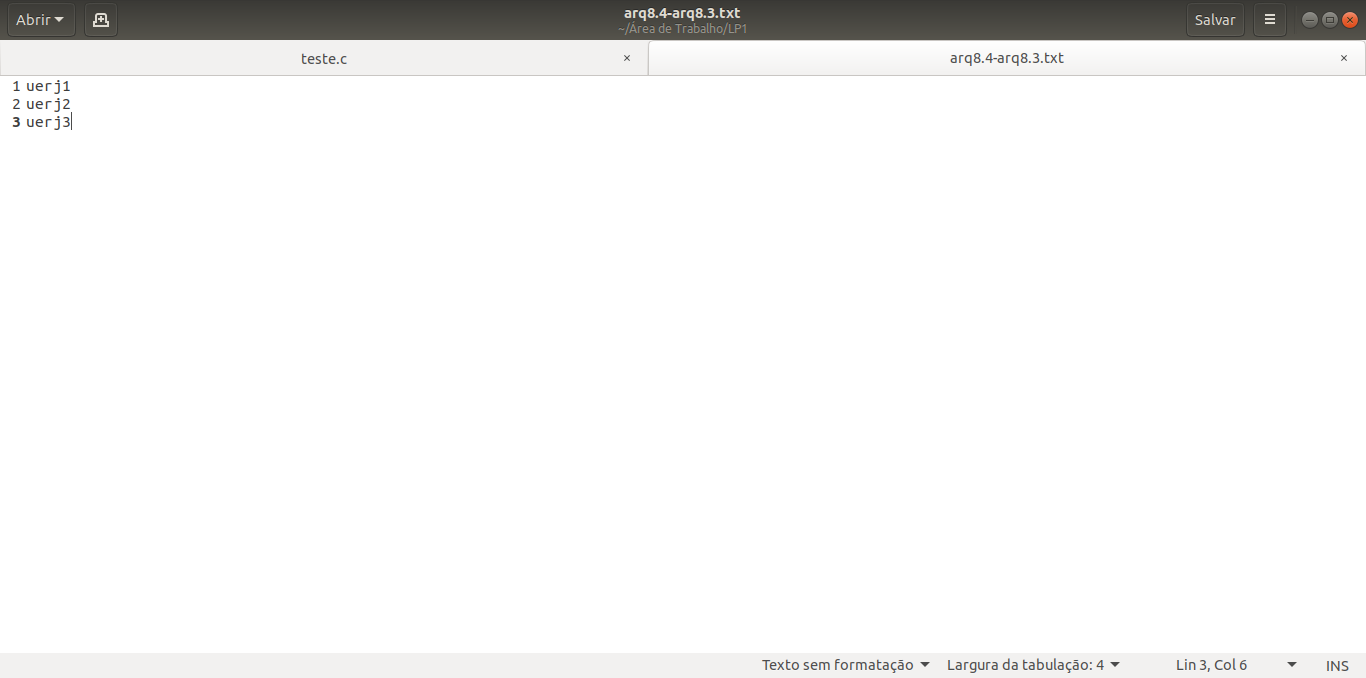 Abrir
arq8.4-arq8.3.txt
~/Área de Trabalho/LP1
Salvar
teste.c ×
arq8.4-arq8.3.txt ×
1 uerj1
2 uerj2
3 uerj3
Texto sem formatação Largura da tabulação: 4 Lin 3, Col 6 INS